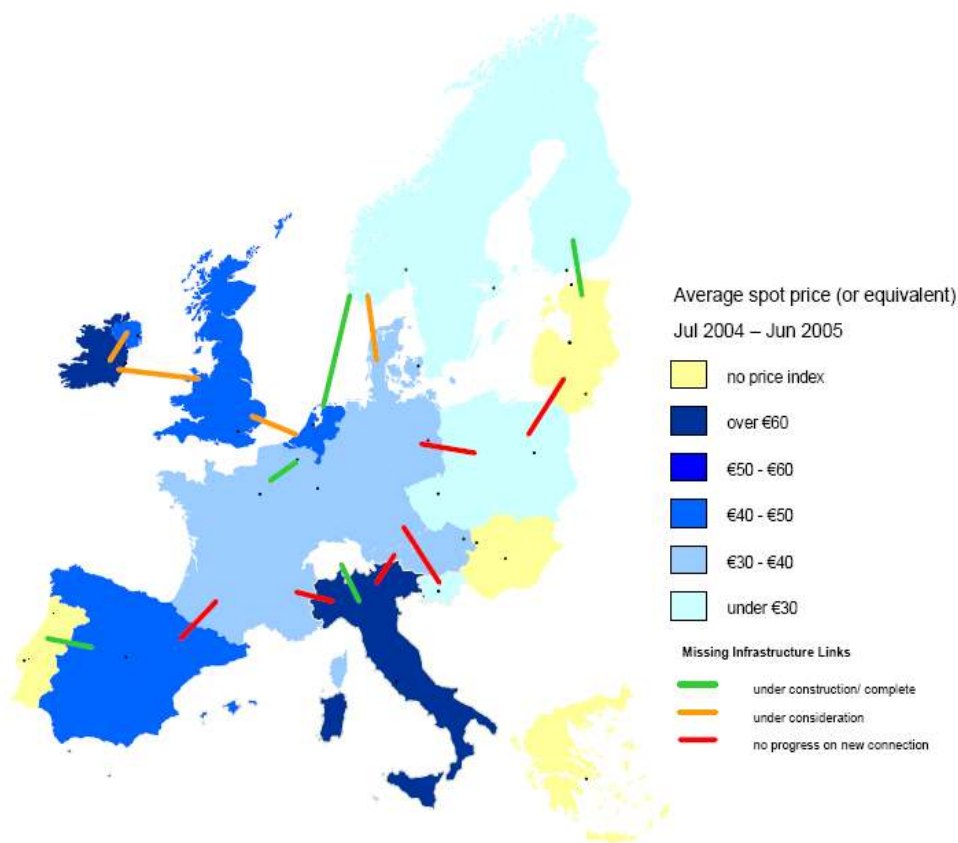 Average spot price (or equivalent)
Jul 2004 – Jun 2005
no price index
over €60
€50 - €60
€40 - €50
€30 - €40
under €30
Missing Infrastructure Links
under construction/ complete
under consideration
no progress on new connection